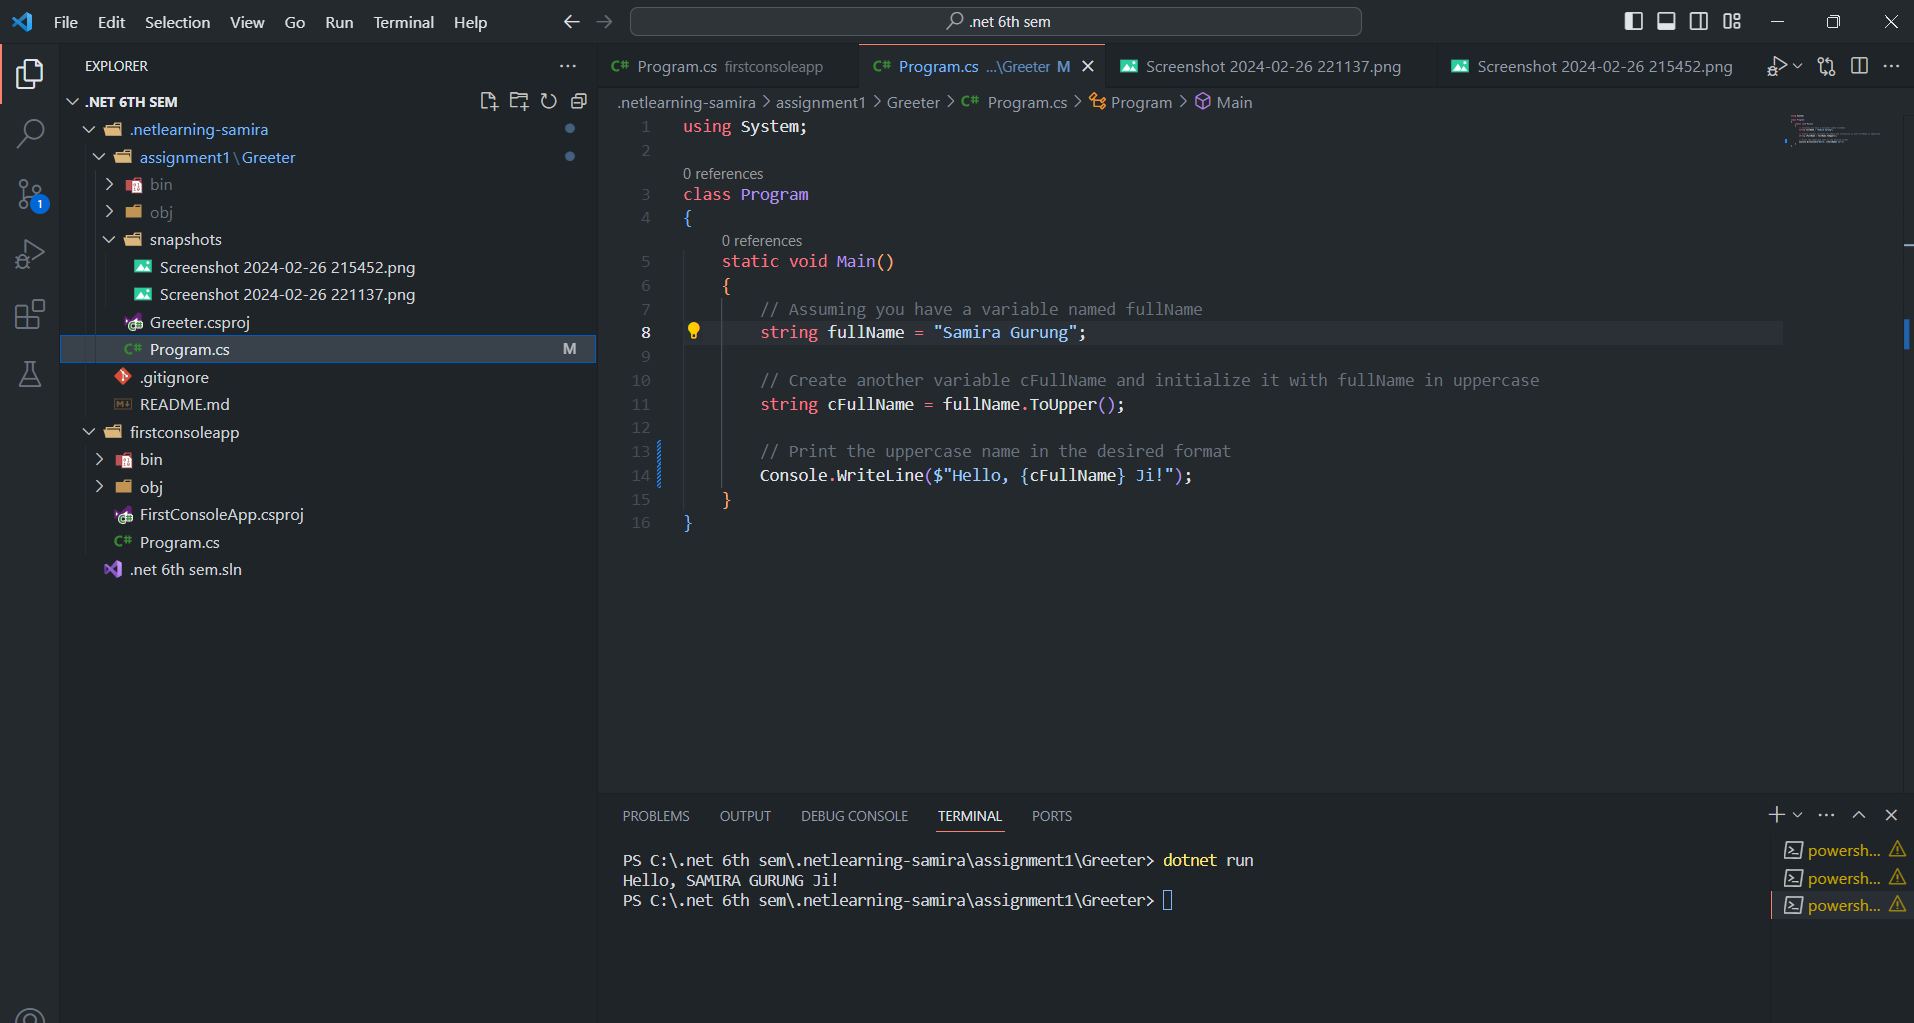 File Edit Selection View Go Run Terminal Help
.net 6th sem
EXPLORER
.NET 6TH SEM
.netlearning-samira
assignment1\Greeter
bin
obj
snapshots
Screenshot 2024-02-26 215452.png
Screenshot 2024-02-26 221137.png
Greeter.csproj
C# Program.cs M
.gitignore
README.md
firstconsoleapp
bin
obj
FirstConsoleApp.csproj
C# Program.cs
.net 6th sem.sln
1
C# Program.cs firstconsoleapp
C# Program.cs ...\Greeter M
Screenshot 2024-02-26 221137.png
Screenshot 2024-02-26 215452.png
.netlearning-samira > assignment1 > Greeter > C# Program.cs > Program > Main
1 using System;
2
0 references
3 class Program
4 {
0 references
5 static void Main()
6 {
7 // Assuming you have a variable named fullName
8 string fullName = "Samira Gurung";
9
10 // Create another variable cFullName and initialize it with fullName in uppercase
11 string cFullName = fullName.ToUpper();
12
13 // Print the uppercase name in the desired format
14 Console.WriteLine($"Hello, {cFullName} Ji!");
15 }
16 }
PROBLEMS OUTPUT DEBUG CONSOLE TERMINAL PORTS
PS C:\.net 6th sem\.netlearning-samira\assignment1\Greeter> dotnet run
Hello, SAMIRA GURUNG Ji!
PS C:\.net 6th sem\.netlearning-samira\assignment1\Greeter>
powersh...
powersh...
powersh...